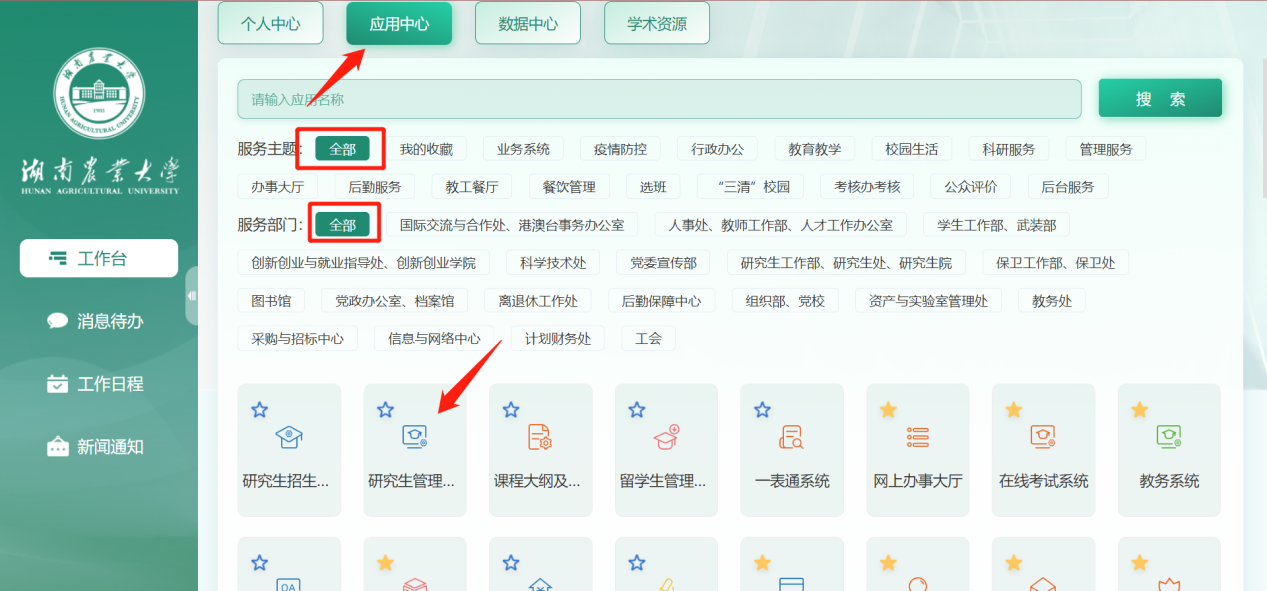 个人中心
应用中心
数据中心
学术资源
湖南农业大学
HUNAN AGRICULTURAL UNIVERSITY
1903
湖南农业大学
HUNAN AGRICULTURAL UNIVERSITY
工作台
消息待办
工作日程
新闻通知
请输入应用名称
搜 索
服务主题: 全部 我的收藏 业务系统 疫情防控 行政办公 教育教学 校园生活 科研服务 管理服务
办事大厅 后勤服务 教工餐厅 餐饮管理 选班 “三清”校园 考核办考核 公众评价 后台服务
服务部门: 全部 国际交流与合作处、港澳台事务办公室 人事处、教师工作部、人才工作办公室 学生工作部、武装部
创新创业与就业指导处、创新创业学院 科学技术处 党委宣传部 研究生工作部、研究生处、研究生院 保卫工作部、保卫处
图书馆 党政办公室、档案馆 离退休工作处 后勤保障中心 组织部、党校 资产与实验室管理处 教务处
采购与招标中心 信息与网络中心 计划财务处 工会
研究生招生... 研究生管理... 课程大纲及... 留学生管理... 一表通系统 网上办事大厅 在线考试系统 教务系统
OA